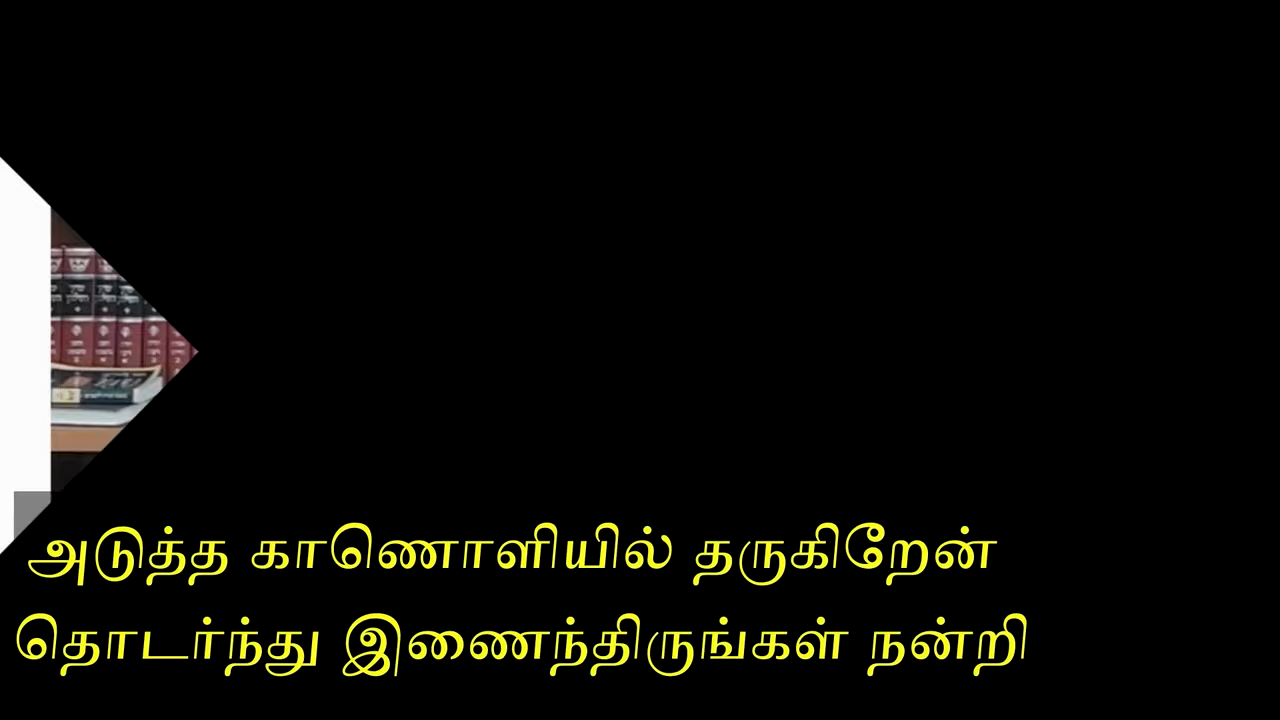 அடுத்த காணொளியில் தருகிறேன்
தொடர்ந்து இணைந்திருங்கள் நன்றி